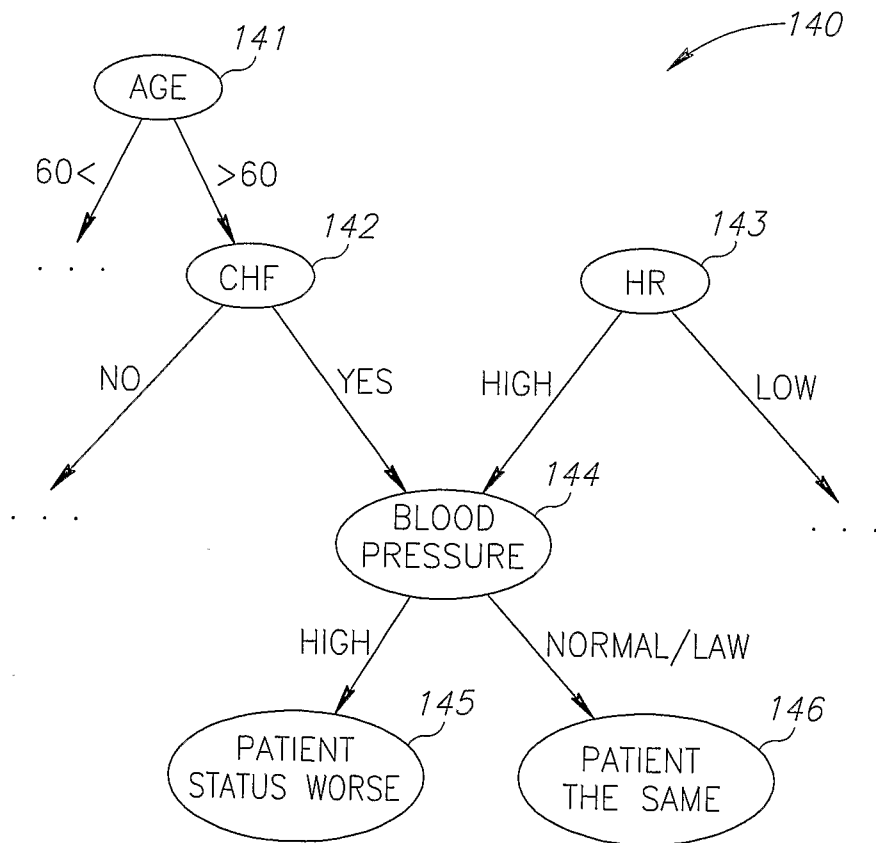 140
141
AGE
60<
>60
. . .
142
CHF
143
HR
NO
YES
HIGH
LOW
. . .
. . .
144
BLOOD
PRESSURE
HIGH
NORMAL/LAW
145
PATIENT
STATUS WORSE
146
PATIENT
THE SAME